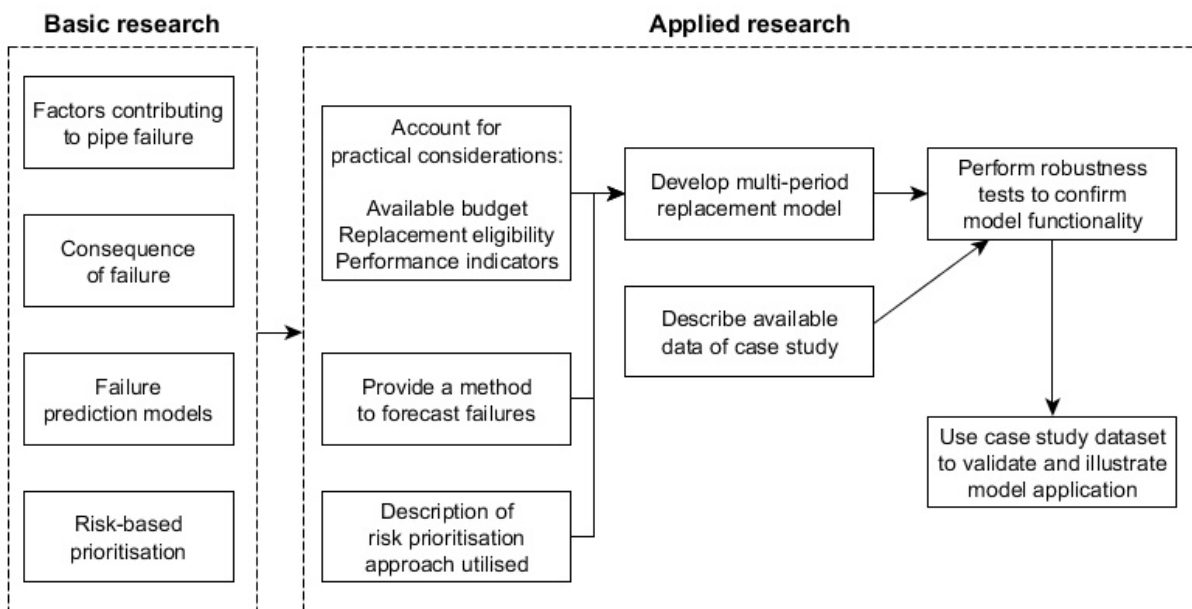 Basic research
Factors contributing
to pipe failure
Consequence
of failure
Failure
prediction models
Risk-based
prioritisation
Applied research
Account for
practical considerations:
Available budget
Replacement eligibility
Performance indicators
Provide a method
to forecast failures
Description of
risk prioritisation
approach utilised
Develop multi-period
replacement model
Describe available
data of case study
Perform robustness
tests to confirm
model functionality
Use case study dataset
to validate and illustrate
model application